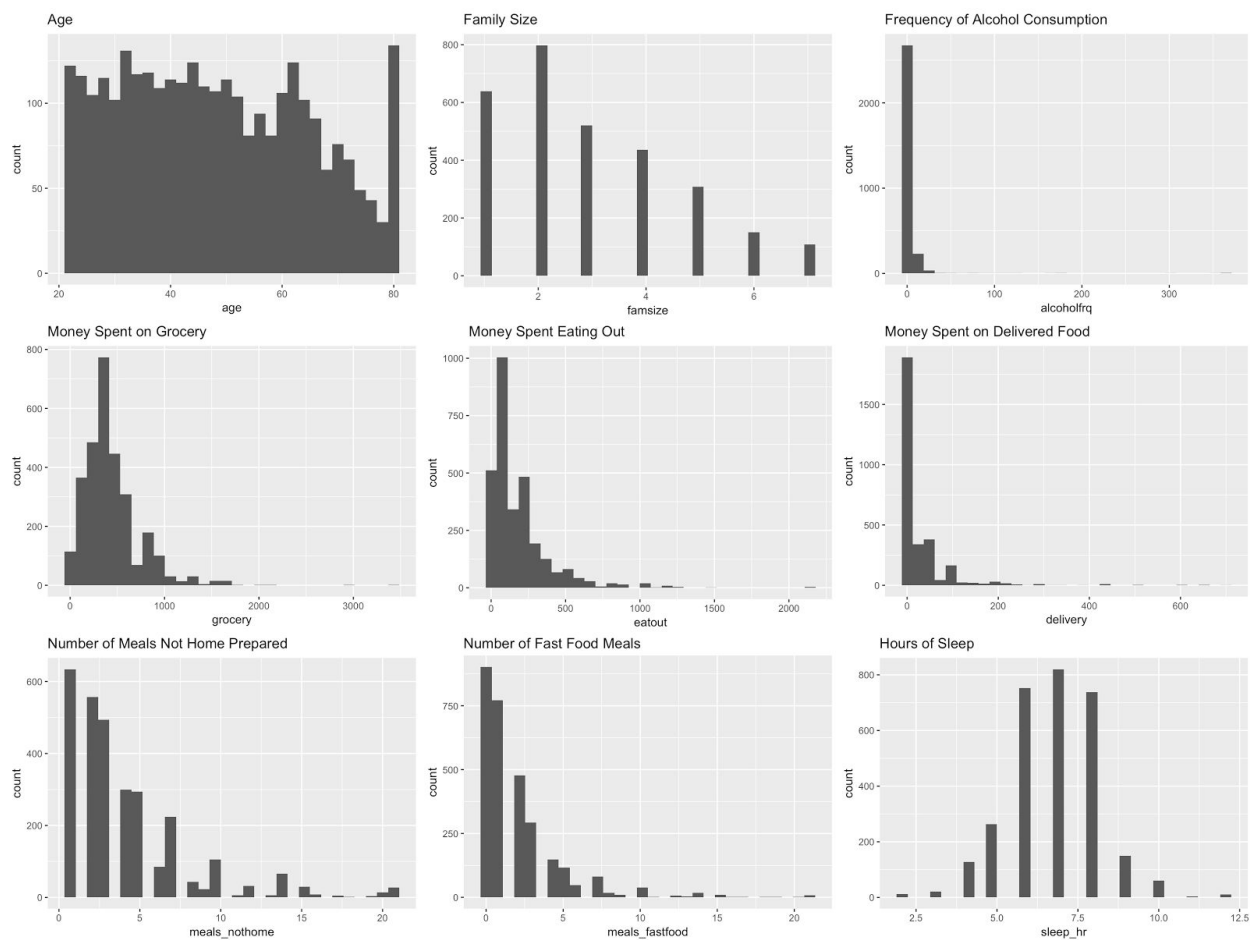 Age
Family Size
Frequency of Alcohol Consumption
100
50
0
count
20 40 60 80
age
800
600
400
200
0
count
2 4 6
famsize
2000
1000
0
count
0 100 200 300
alcoholfrq
Money Spent on Grocery
Money Spent Eating Out
Money Spent on Delivered Food
800
600
400
200
0
count
0 1000 2000 3000
grocery
1000
750
500
250
0
count
0 500 1000 1500 2000
eatout
1500
1000
500
0
count
0 200 400 600
delivery
Number of Meals Not Home Prepared
Number of Fast Food Meals
Hours of Sleep
600
400
200
0
count
0 5 10 15 20
meals_nothome
750
500
250
0
count
0 5 10 15 20
meals_fastfood
800
600
400
200
0
count
2.5 5.0 7.5 10.0 12.5
sleep_hr